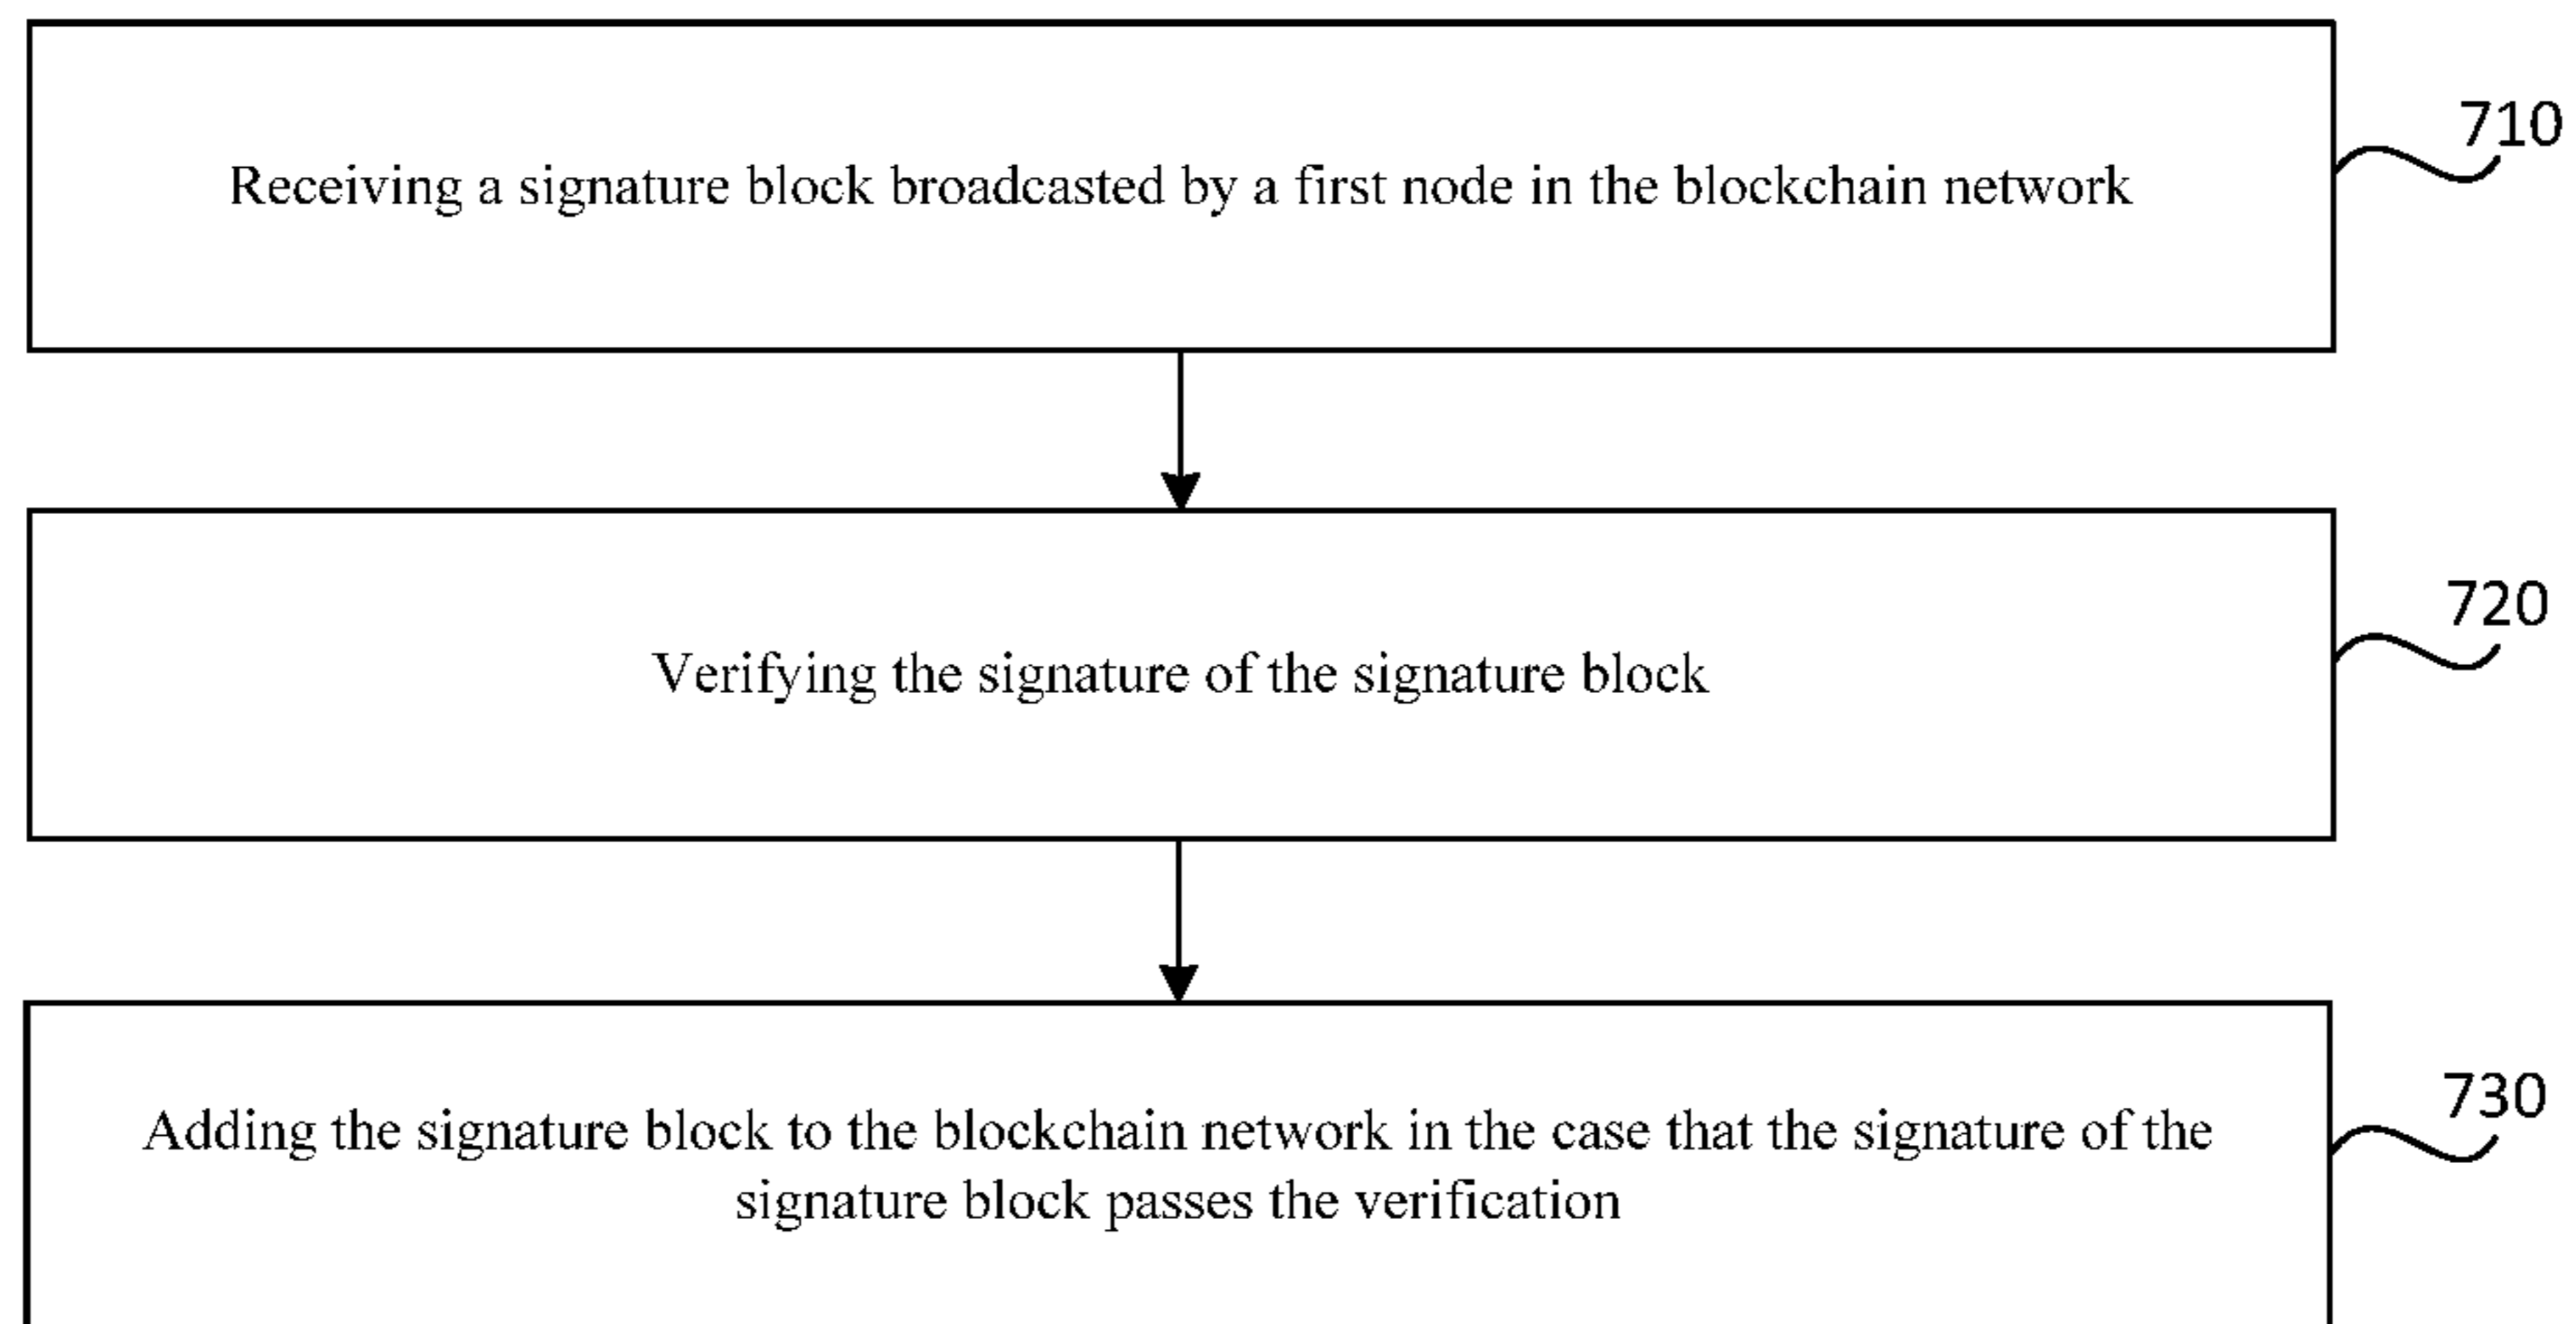 Receiving a signature block broadcasted by a first node in the blockchain network
710
Verifying the signature of the signature block
720
Adding the signature block to the blockchain network in the case that the signature of the
signature block passes the verification
730